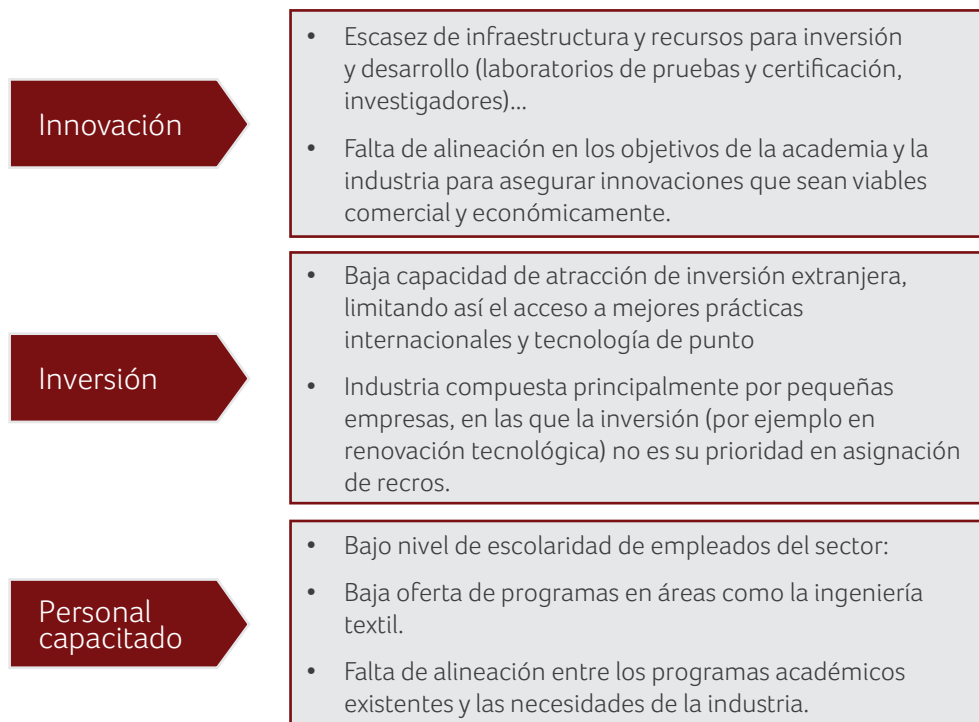 Innovación
• Escasez de infraestructura y recursos para inversión
y desarrollo (laboratorios de pruebas y certificación,
investigadores)...
• Falta de alineación en los objetivos de la academia y la
industria para asegurar innovaciones que sean viables
comercial y económicamente.
Inversión
• Baja capacidad de atracción de inversión extranjera,
limitando así el acceso a mejores prácticas
internacionales y tecnología de punto
• Industria compuesta principalmente por pequeñas
empresas, en las que la inversión (por ejemplo en
renovación tecnológica) no es su prioridad en asignación
de recros.
Personal
capacitado
• Bajo nivel de escolaridad de empleados del sector:
• Baja oferta de programas en áreas como la ingeniería
textil.
• Falta de alineación entre los programas académicos
existentes y las necesidades de la industria.